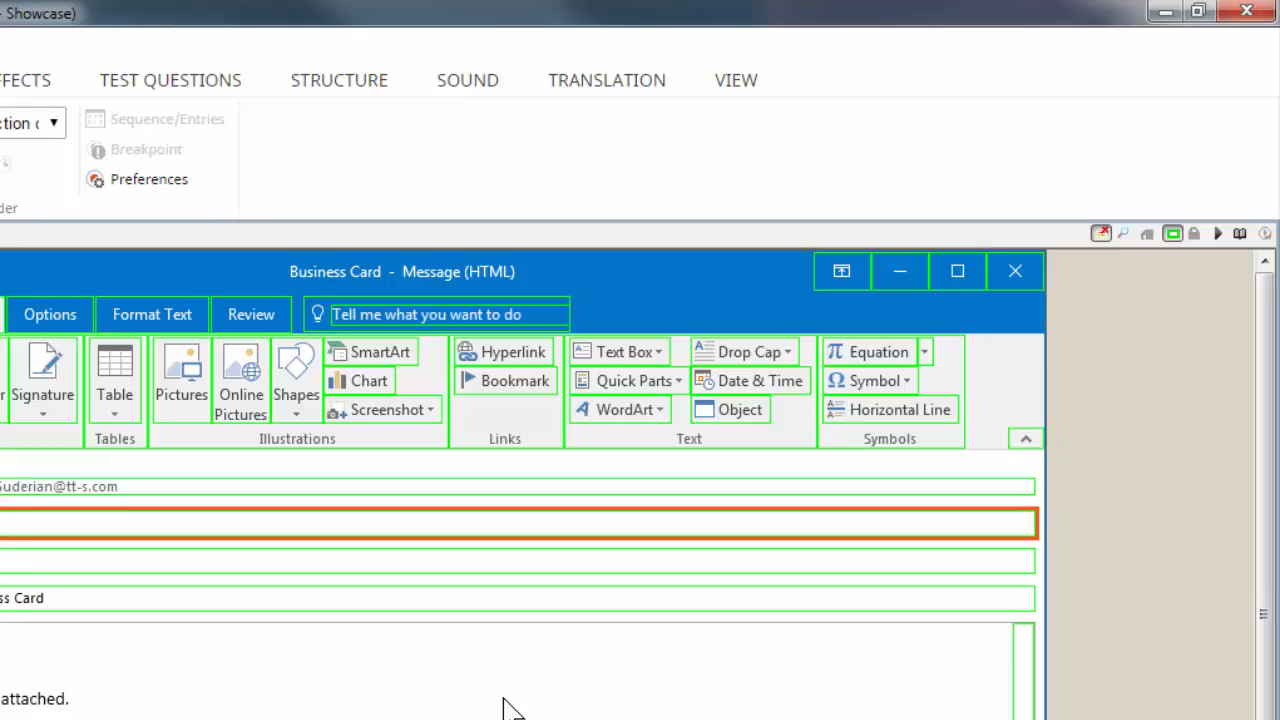 - Showcase)
FFECTS TEST QUESTIONS STRUCTURE SOUND TRANSLATION VIEW
ction Sequence/Entries
Breakpoint
Preferences
der
Business Card - Message (HTML)
Options Format Text Review Tell me what you want to do
Signature Table Pictures Online Pictures Shapes SmartArt Chart Screenshot Hyperlink Bookmark Text Box Quick Parts WordArt Drop Cap Date & Time Object Equation Symbol Horizontal Line
Tables Illustrations Links Text Symbols
Suderian@tt-s.com
ss Card
attached.